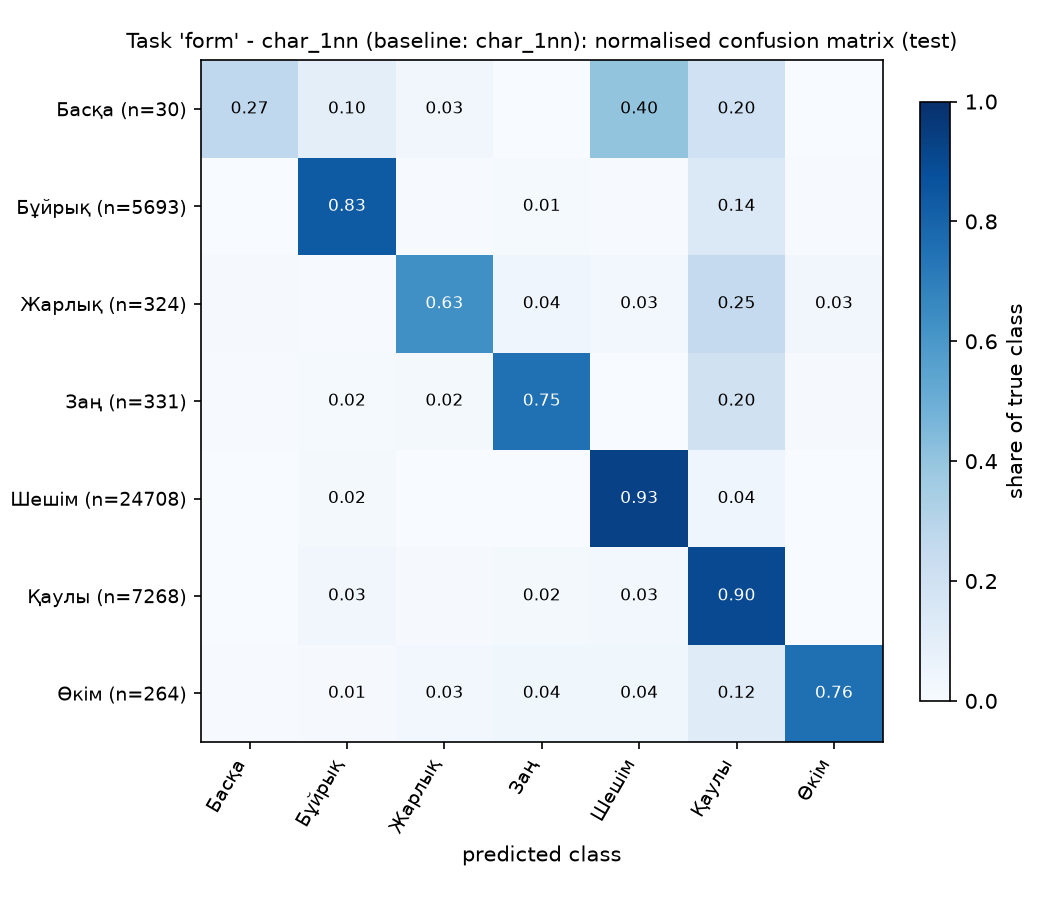 Task 'form' - char_1nn (baseline: char_1nn): normalised confusion matrix (test)
Басқа (n=30) 0.27 0.10 0.03 0.40 0.20
Бұйрық (n=5693) 0.83 0.01 0.14
Жарлық (n=324) 0.63 0.04 0.03 0.25 0.03
Заң (n=331) 0.02 0.02 0.75 0.20
Шешім (n=24708) 0.02 0.93 0.04
Қаулы (n=7268) 0.03 0.02 0.03 0.90
Өкім (n=264) 0.01 0.03 0.04 0.04 0.12 0.76
Басқа Бұйрық Жарлық Заң Шешім Қаулы Өкім
predicted class
1.0
0.8
0.6
0.4
0.2
0.0
share of true class